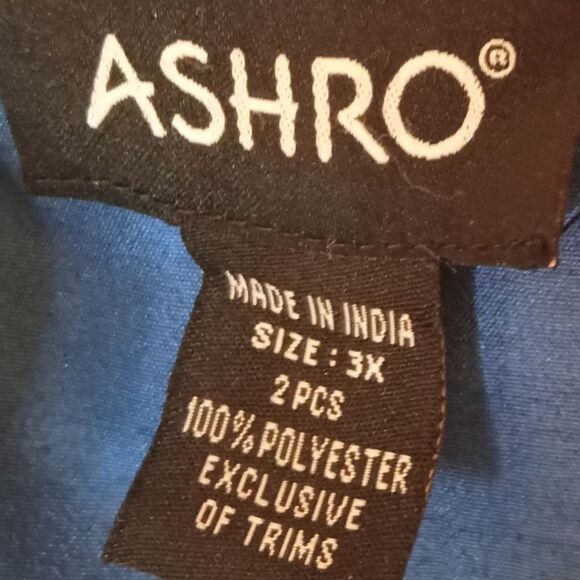 ASHRO®
MADE IN INDIA
SIZE : 3X
2 PCS
100% POLYESTER
EXCLUSIVE
OF TRIMS